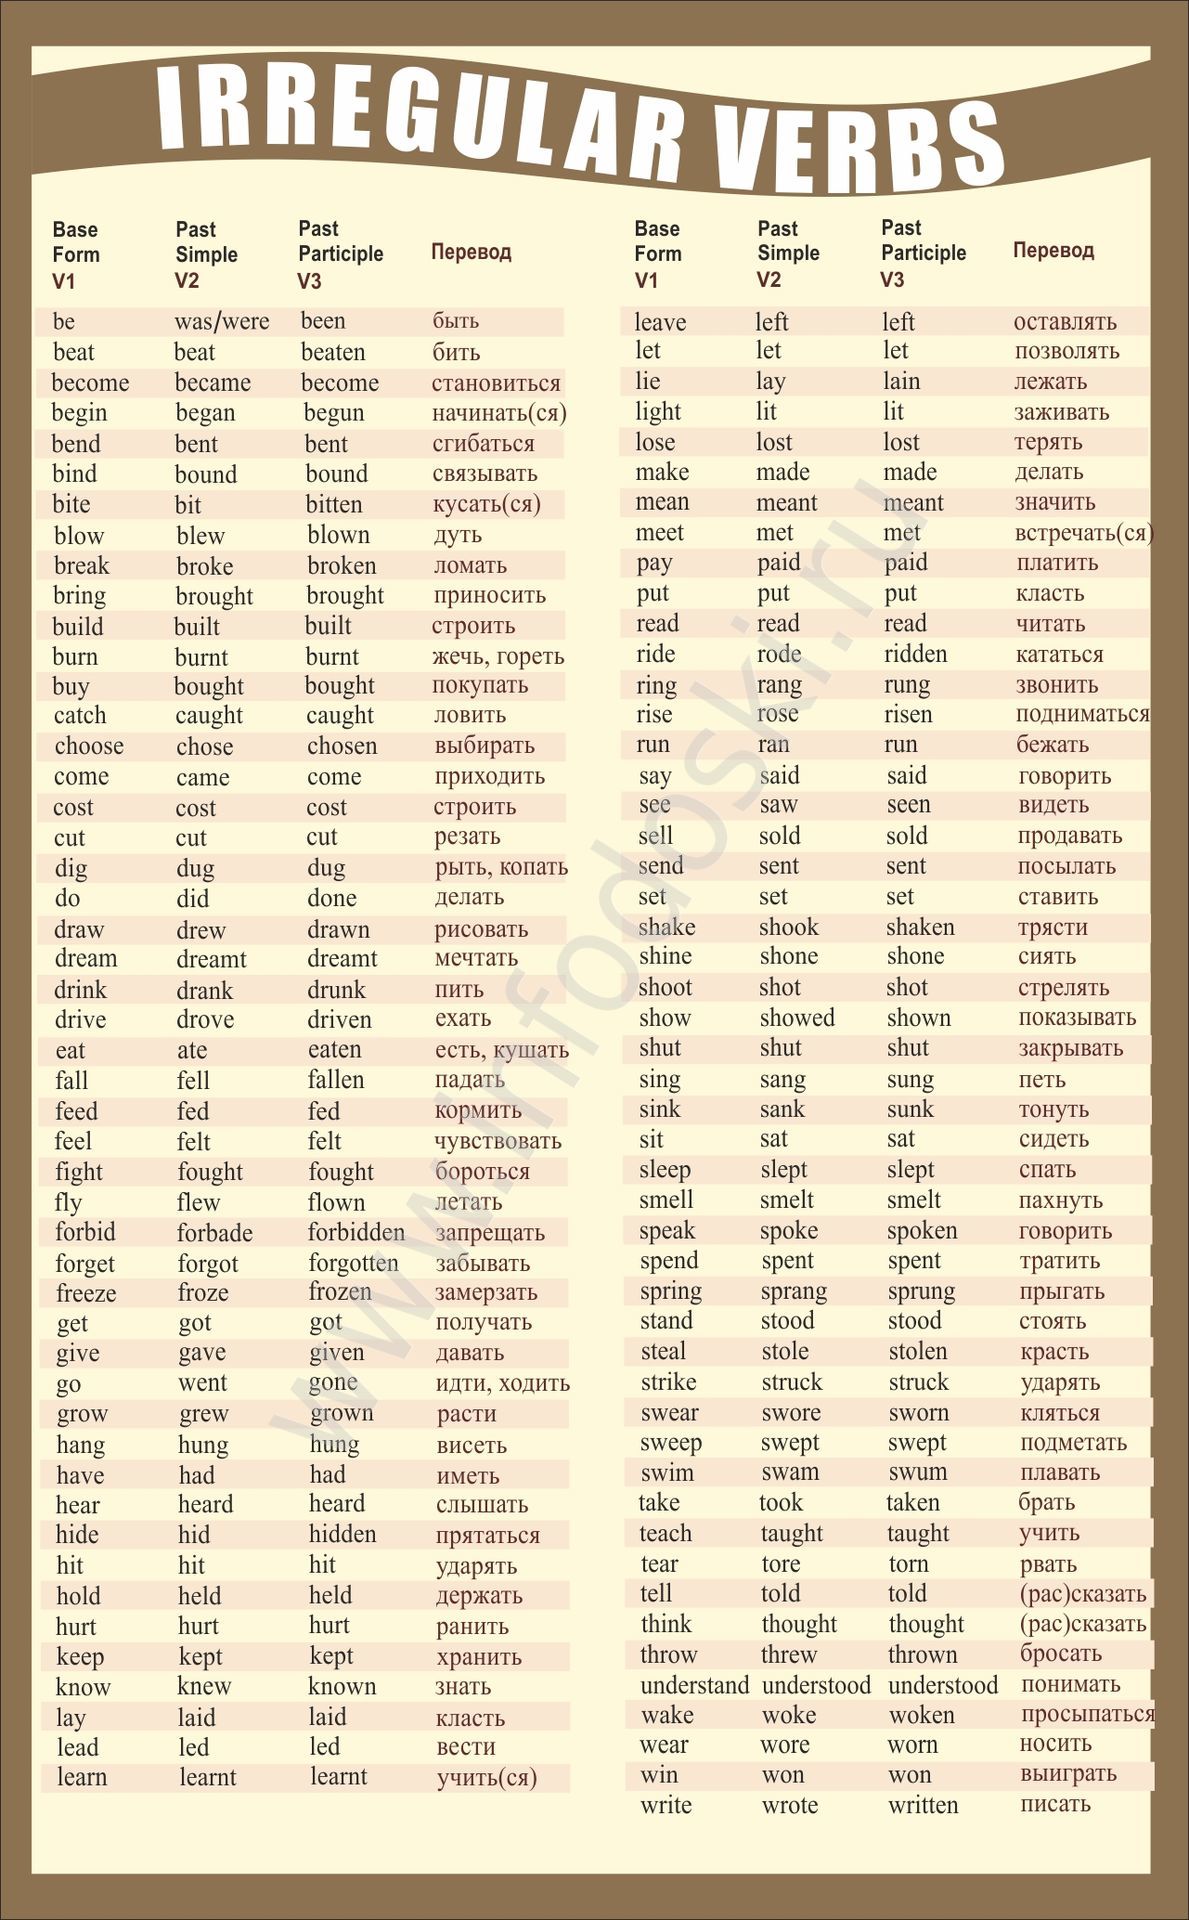 IRREGULAR VERBS
Base Form V1 Past Simple V2 Past Participle V3 Перевод
be was/were been быть
beat beat beaten бить
become became become становиться
begin began begun начинать(ся)
bend bent bent сгибаться
bind bound bound связывать
bite bit bitten кусать(ся)
blow blew blown дуть
break broke broken ломать
bring brought brought приносить
build built built строить
burn burnt burnt жечь, гореть
buy bought bought покупать
catch caught caught ловить
choose chose chosen выбирать
come came come приходить
cost cost cost строить
cut cut cut резать
dig dug dug рыть, копать
do did done делать
draw drew drawn рисовать
dream dreamt dreamt мечтать
drink drank drunk пить
drive drove driven ехать
eat ate eaten есть, кушать
fall fell fallen падать
feed fed fed кормить
feel felt felt чувствовать
fight fought fought бороться
fly flew flown летать
forbid forbade forbidden запрещать
forget forgot forgotten забывать
freeze froze frozen замерзать
get got got получать
give gave given давать
go went gone идти, ходить
grow grew grown расти
hang hung hung висеть
have had had иметь
hear heard heard слышать
hide hid hidden прятаться
hit hit hit ударять
hold held held держать
hurt hurt hurt ранить
keep kept kept хранить
know knew known знать
lay laid laid класть
lead led led вести
learn learnt learnt учить(ся)
Base Form V1 Past Simple V2 Past Participle V3 Перевод
leave left left оставлять
let let let позволять
lie lay lain лежать
light lit lit заживать
lose lost lost терять
make made made делать
mean meant meant значить
meet met met встречать(ся)
pay paid paid платить
put put put класть
read read read читать
ride rode ridden кататься
ring rang rung звонить
rise rose risen подниматься
run ran run бежать
say said said говорить
see saw seen видеть
sell sold sold продавать
send sent sent посылать
set set set ставить
shake shook shaken трясти
shine shone shone сиять
shoot shot shot стрелять
show showed shown показывать
shut shut shut закрывать
sing sang sung петь
sink sank sunk тонуть
sit sat sat сидеть
sleep slept slept спать
smell smelt smelt пахнуть
speak spoke spoken говорить
spend spent spent тратить
spring sprang sprung прыгать
stand stood stood стоять
steal stole stolen красть
strike struck struck ударять
swear swore sworn кляться
sweep swept swept подметать
swim swam swum плавать
take took taken брать
teach taught taught учить
tear tore torn рвать
tell told told (рас)сказать
think thought thought (рас)сказать
throw threw thrown бросать
understand understood understood понимать
wake woke woken просыпаться
wear wore worn носить
win won won выиграть
write wrote written писать
www.infodoski.ru